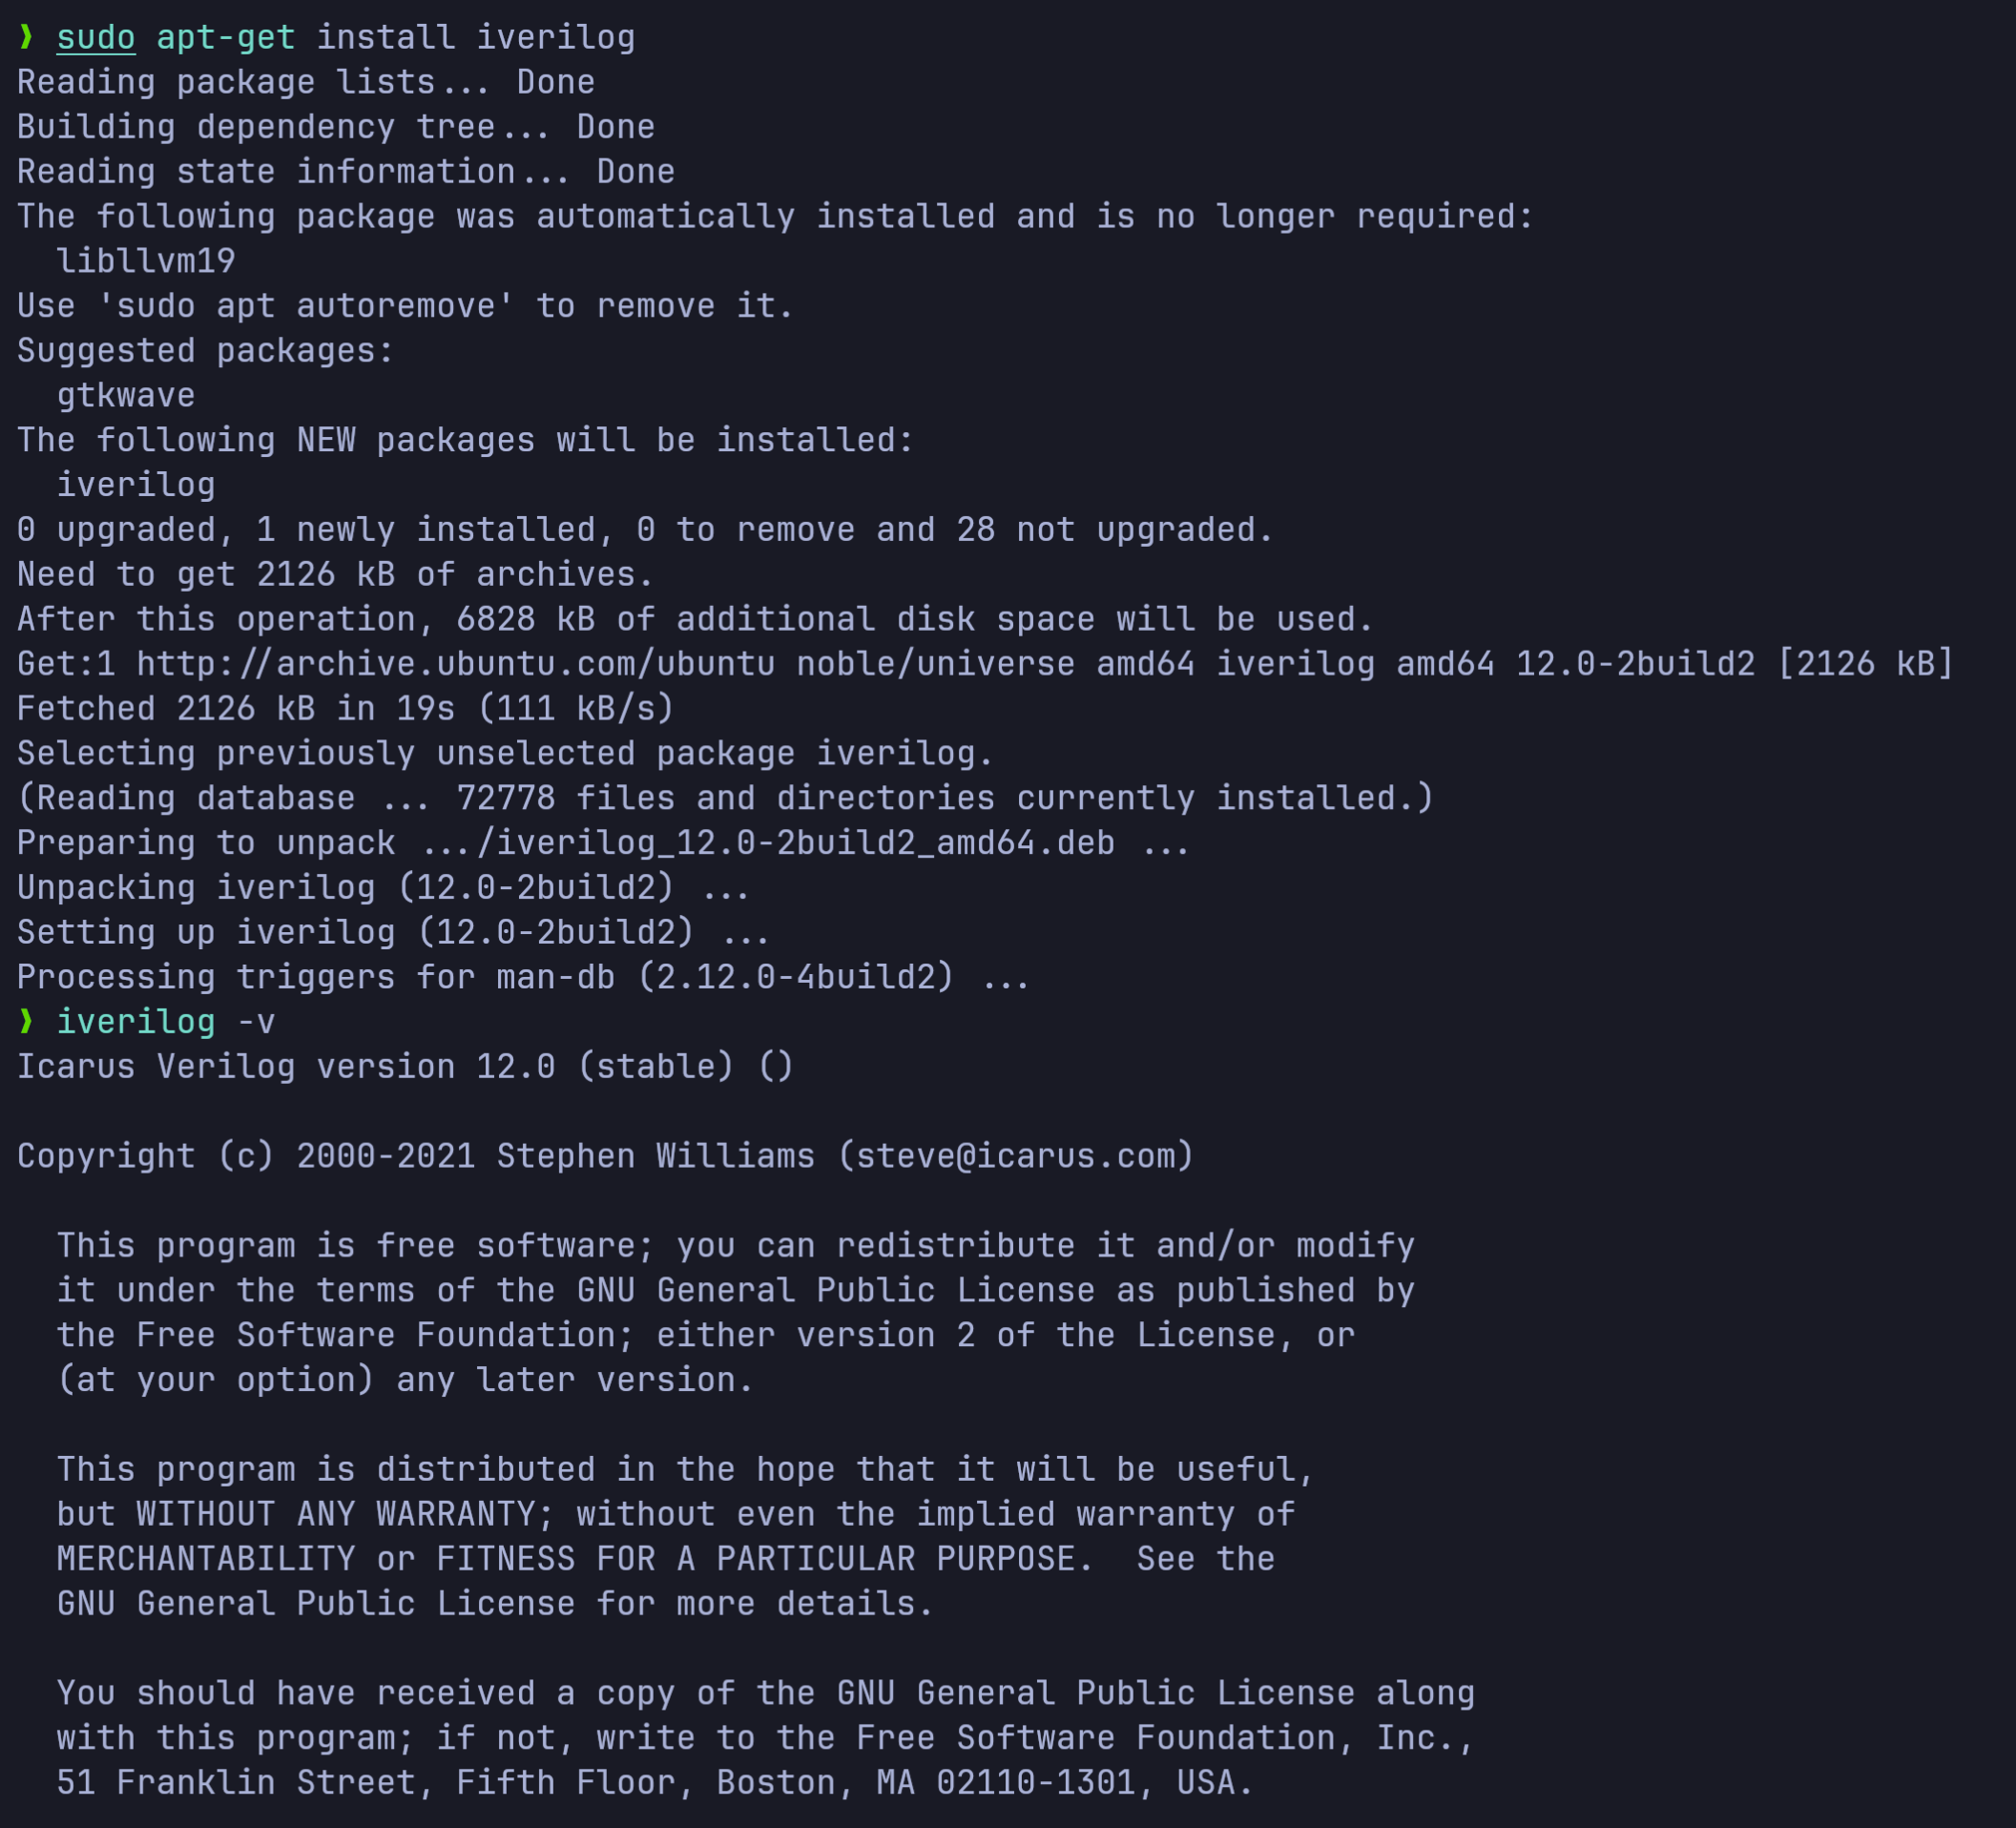 ❱ sudo apt-get install iverilog
Reading package lists... Done
Building dependency tree... Done
Reading state information... Done
The following package was automatically installed and is no longer required:
  libllvm19
Use 'sudo apt autoremove' to remove it.
Suggested packages:
  gtkwave
The following NEW packages will be installed:
  iverilog
0 upgraded, 1 newly installed, 0 to remove and 28 not upgraded.
Need to get 2126 kB of archives.
After this operation, 6828 kB of additional disk space will be used.
Get:1 http://archive.ubuntu.com/ubuntu noble/universe amd64 iverilog amd64 12.0-2build2 [2126 kB]
Fetched 2126 kB in 19s (111 kB/s)
Selecting previously unselected package iverilog.
(Reading database ... 72778 files and directories currently installed.)
Preparing to unpack .../iverilog_12.0-2build2_amd64.deb ...
Unpacking iverilog (12.0-2build2) ...
Setting up iverilog (12.0-2build2) ...
Processing triggers for man-db (2.12.0-4build2) ...
❱ iverilog -v
Icarus Verilog version 12.0 (stable) ()

Copyright (c) 2000-2021 Stephen Williams (steve@icarus.com)

  This program is free software; you can redistribute it and/or modify
  it under the terms of the GNU General Public License as published by
  the Free Software Foundation; either version 2 of the License, or
  (at your option) any later version.

  This program is distributed in the hope that it will be useful,
  but WITHOUT ANY WARRANTY; without even the implied warranty of
  MERCHANTABILITY or FITNESS FOR A PARTICULAR PURPOSE.  See the
  GNU General Public License for more details.

  You should have received a copy of the GNU General Public License along
  with this program; if not, write to the Free Software Foundation, Inc.,
  51 Franklin Street, Fifth Floor, Boston, MA 02110-1301, USA.